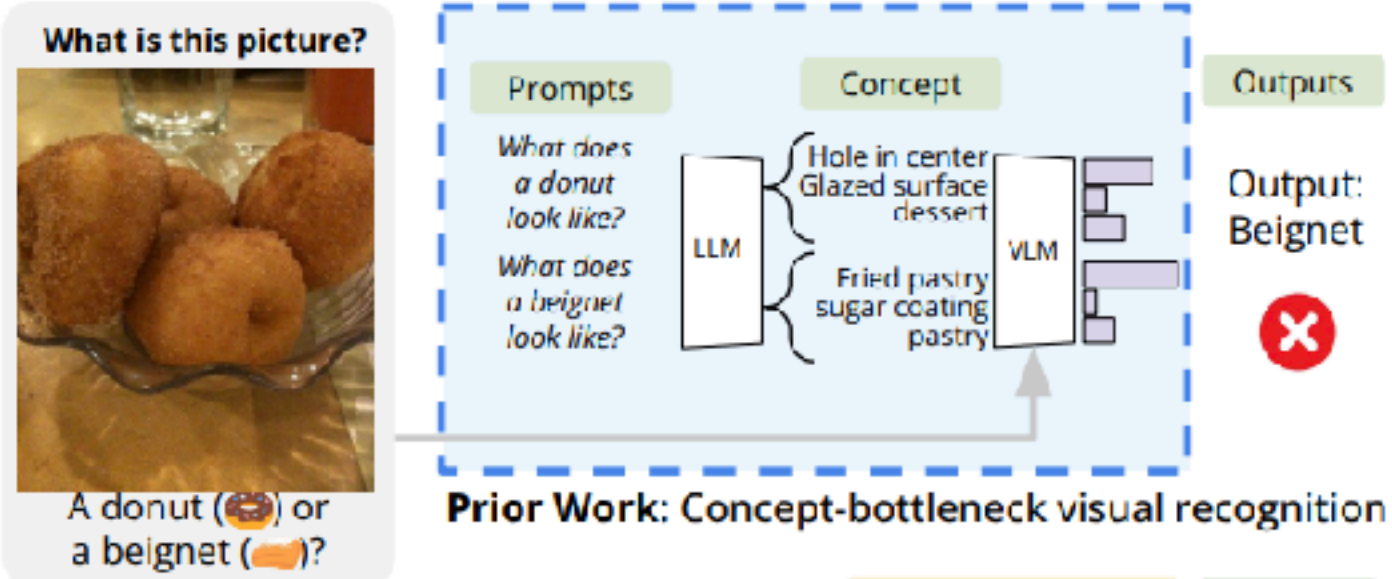 What is this picture?
A donut () or
a beignet ()?
Prompts
What does
a donut
look like?
What does
a beignet
look like?
LLM
Concept
Hole in center
Glazed surface
dessert
Fried pastry
sugar coating
pastry
VLM
Outputs
Output:
Beignet
Prior Work: Concept-bottleneck visual recognition